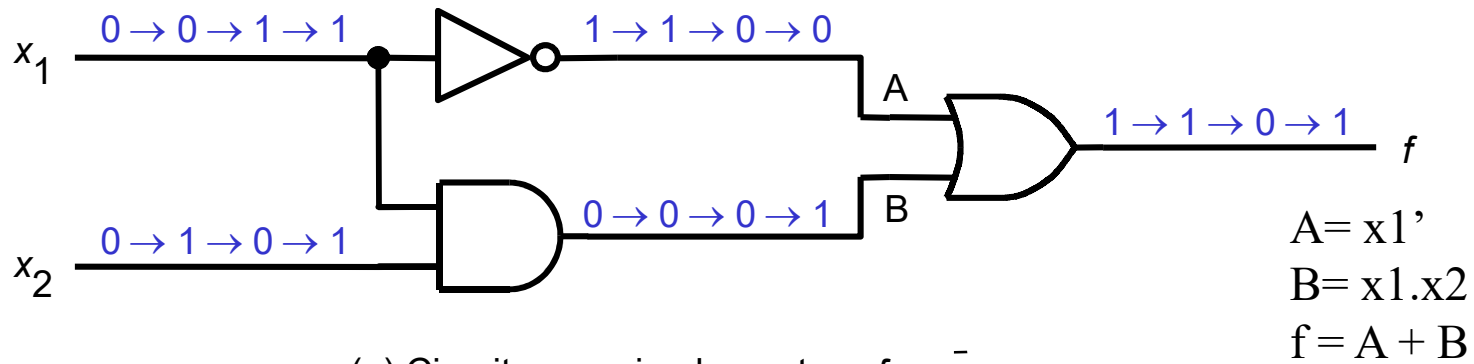 0 → 0 → 1 → 1
1 → 1 → 0 → 0
x1
A
1 → 1 → 0 → 1
f
0 → 1 → 0 → 1
0 → 0 → 0 → 1
B
x2
A= x1’
B= x1.x2
f = A + B